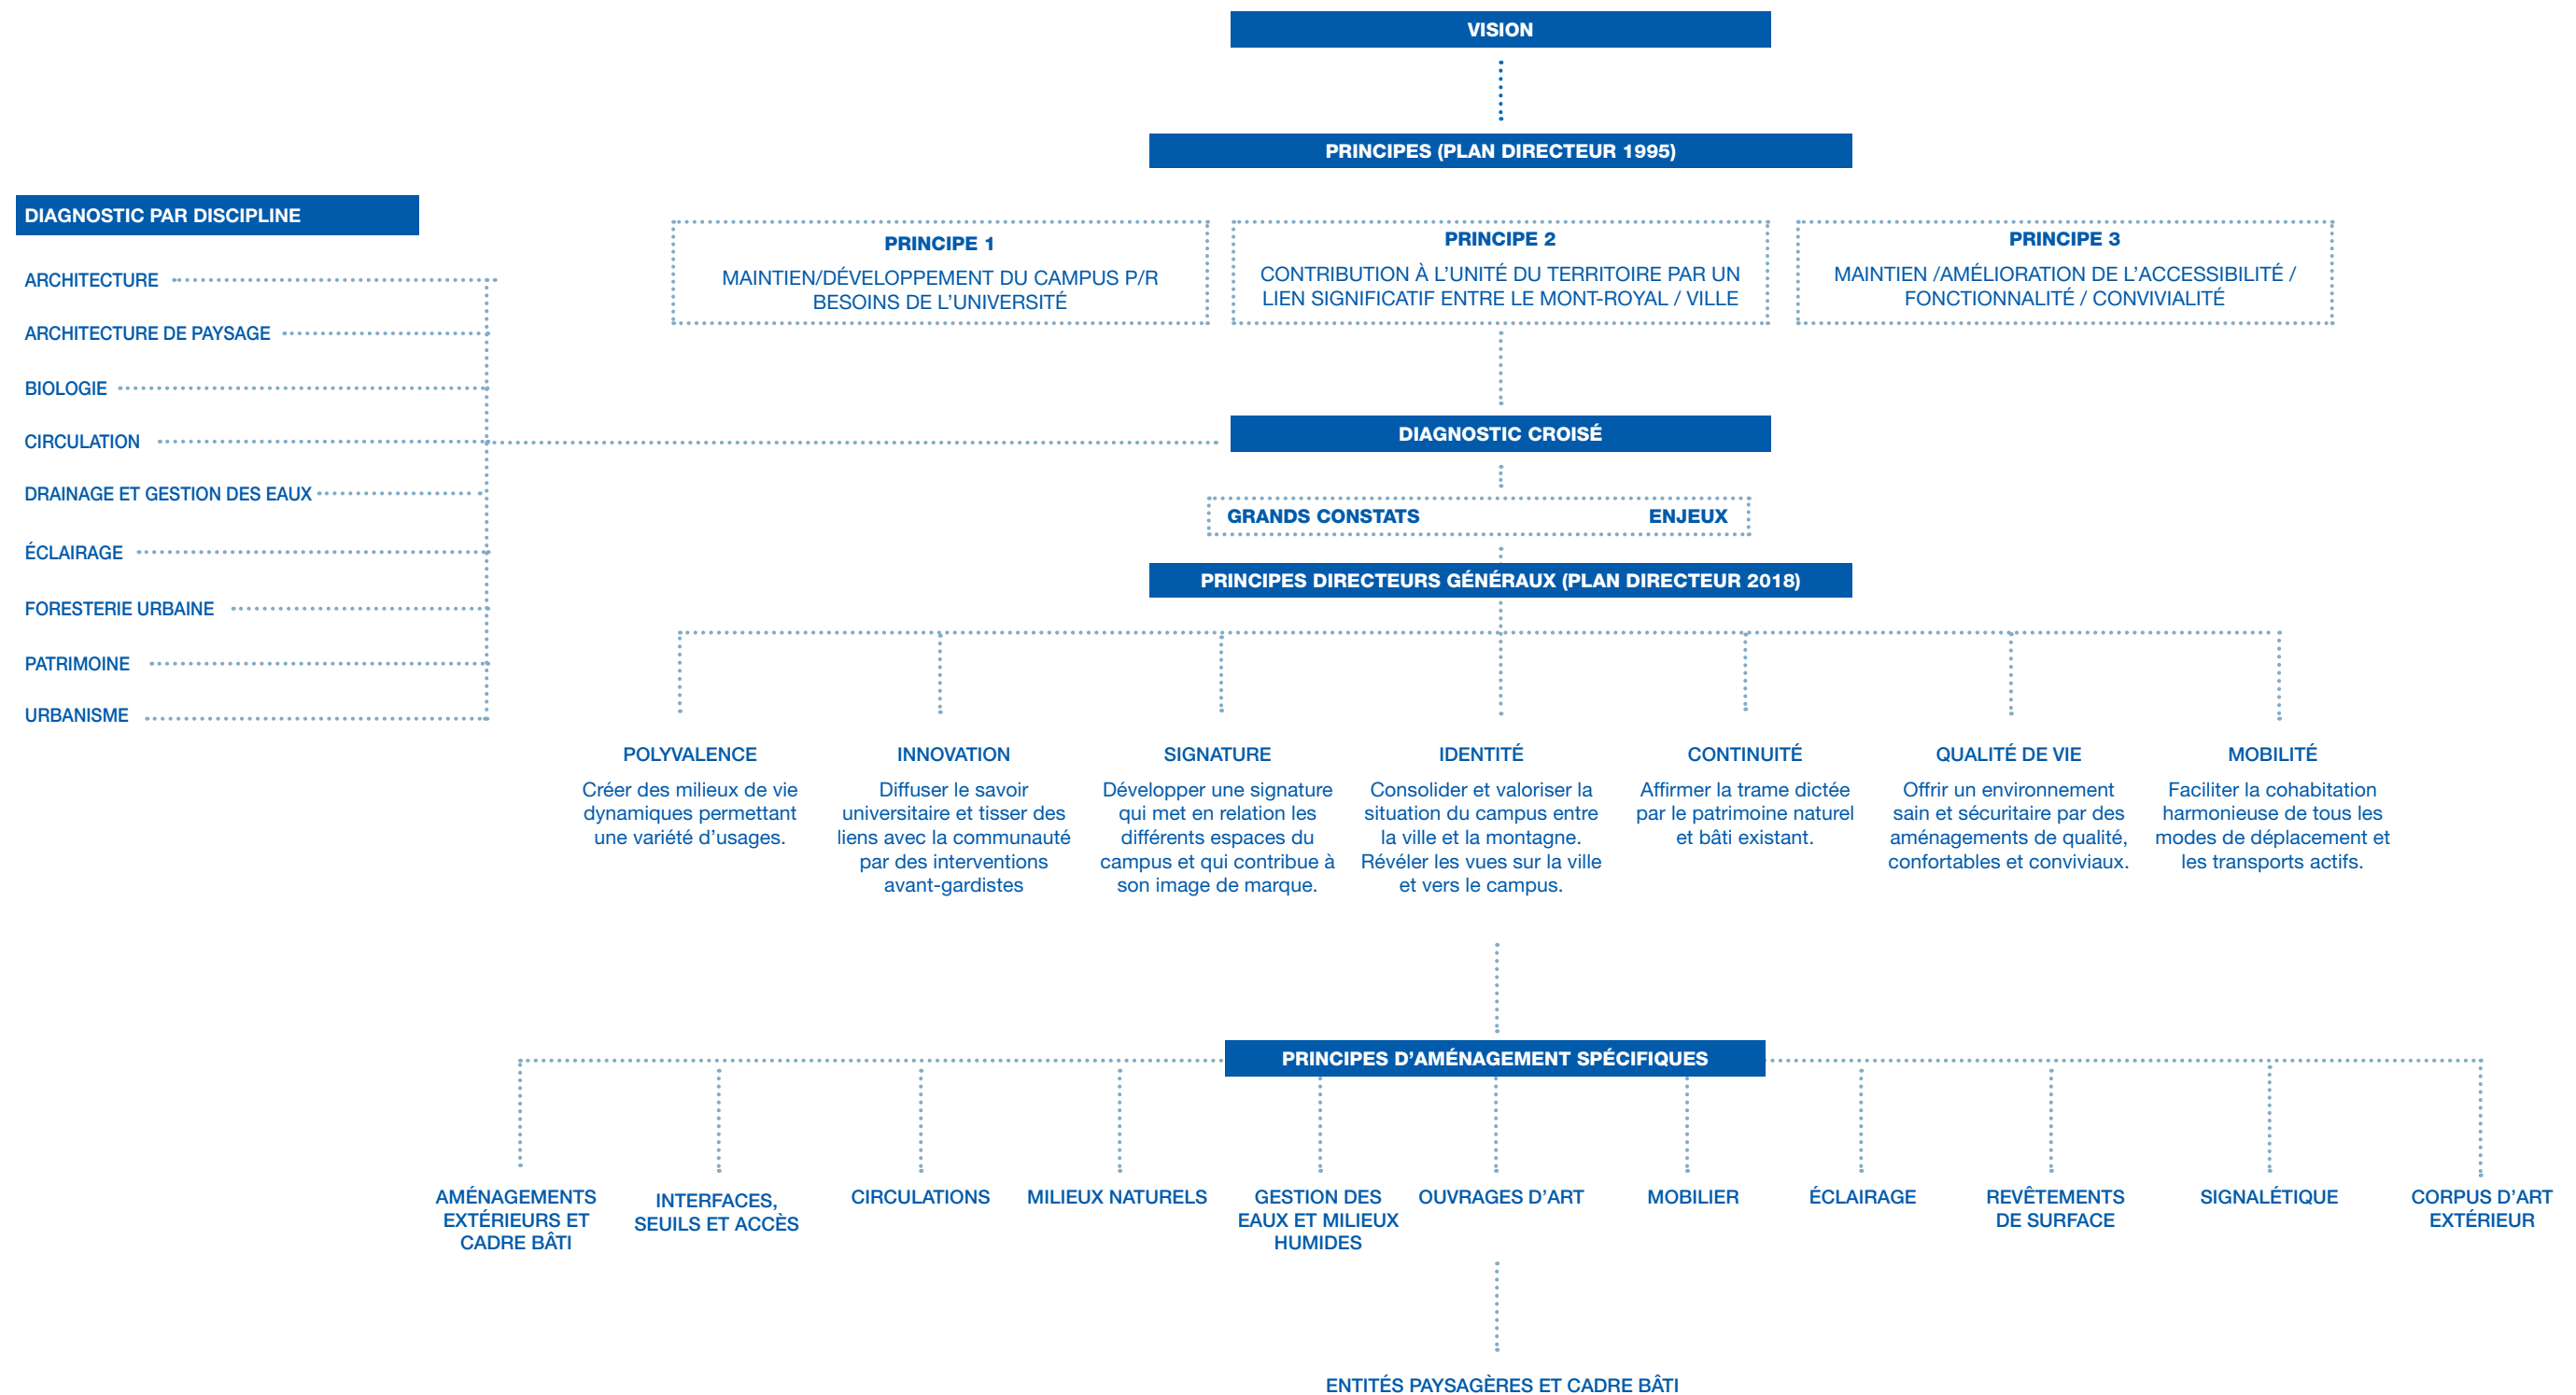 VISION
PRINCIPES (PLAN DIRECTEUR 1995)
DIAGNOSTIC PAR DISCIPLINE
ARCHITECTURE
ARCHITECTURE DE PAYSAGE
BIOLOGIE
CIRCULATION
DRAINAGE ET GESTION DES EAUX
ÉCLAIRAGE
FORESTERIE URBAINE
PATRIMOINE
URBANISME
PRINCIPE 1
MAINTIEN/DÉVELOPPEMENT DU CAMPUS P/R
BESOINS DE L’UNIVERSITÉ
PRINCIPE 2
CONTRIBUTION À L’UNITÉ DU TERRITOIRE PAR UN
LIEN SIGNIFICATIF ENTRE LE MONT-ROYAL / VILLE
PRINCIPE 3
MAINTIEN /AMÉLIORATION DE L’ACCESSIBILITÉ /
FONCTIONNALITÉ / CONVIVIALITÉ
DIAGNOSTIC CROISÉ
GRANDS CONSTATS ENJEUX
PRINCIPES DIRECTEURS GÉNÉRAUX (PLAN DIRECTEUR 2018)
POLYVALENCE
Créer des milieux de vie
dynamiques permettant
une variété d’usages.
INNOVATION
Diffuser le savoir
universitaire et tisser des
liens avec la communauté
par des interventions
avant-gardistes
SIGNATURE
Développer une signature
qui met en relation les
différents espaces du
campus et qui contribue à
son image de marque.
IDENTITÉ
Consolider et valoriser la
situation du campus entre
la ville et la montagne.
Révéler les vues sur la ville
et vers le campus.
CONTINUITÉ
Affirmer la trame dictée
par le patrimoine naturel
et bâti existant.
QUALITÉ DE VIE
Offrir un environnement
sain et sécuritaire par des
aménagements de qualité,
confortables et conviviaux.
MOBILITÉ
Faciliter la cohabitation
harmonieuse de tous les
modes de déplacement et
les transports actifs.
PRINCIPES D’AMÉNAGEMENT SPÉCIFIQUES
AMÉNAGEMENTS
EXTÉRIEURS ET
CADRE BÂTI
INTERFACES,
SEUILS ET ACCÈS
CIRCULATIONS
MILIEUX NATURELS
GESTION DES
EAUX ET MILIEUX
HUMIDES
OUVRAGES D’ART
MOBILIER
ÉCLAIRAGE
REVÊTEMENTS
DE SURFACE
SIGNALÉTIQUE
CORPUS D’ART
EXTÉRIEUR
ENTITÉS PAYSAGÈRES ET CADRE BÂTI